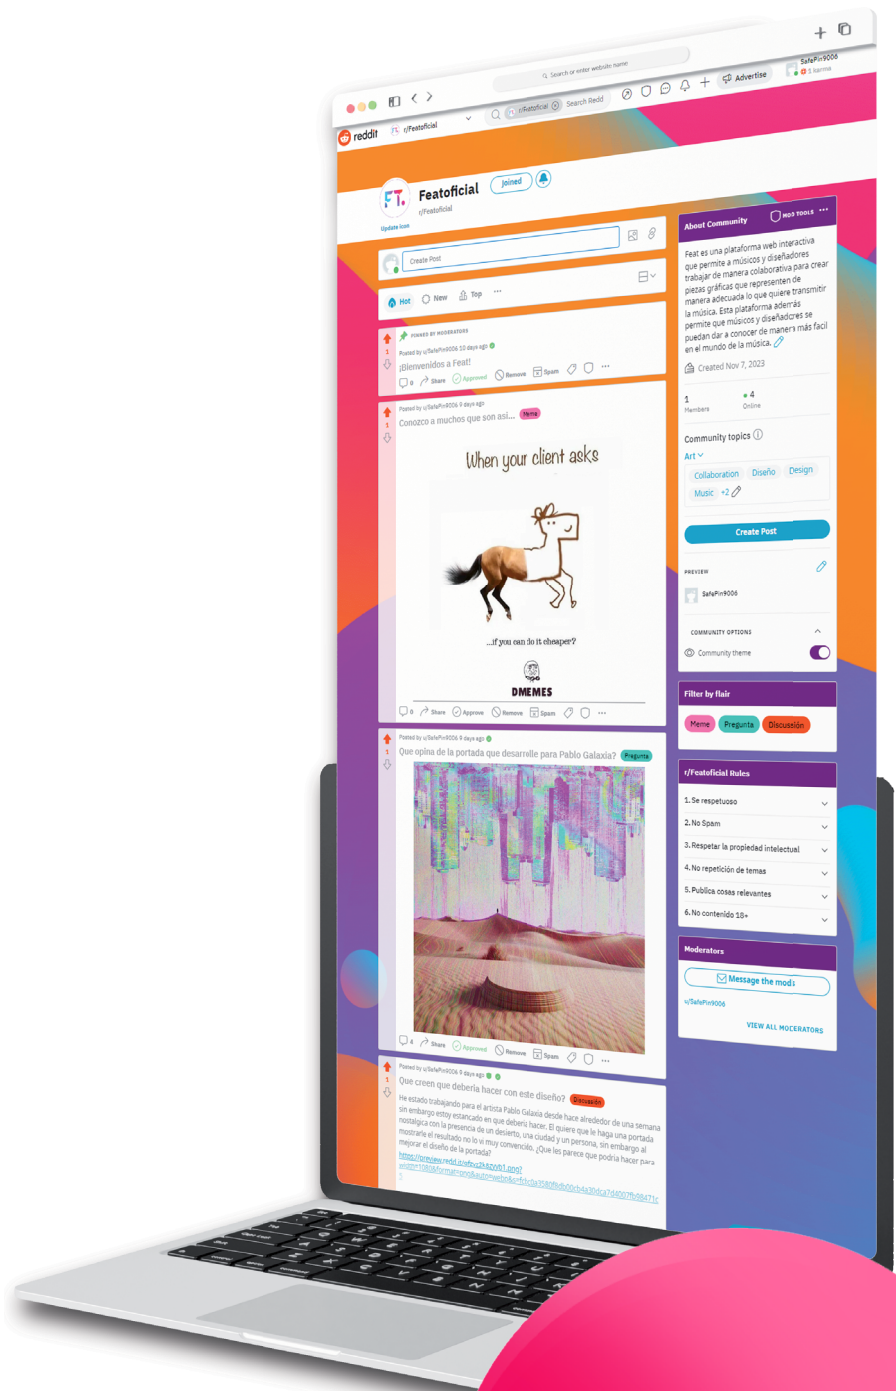 Search or enter website name
reddit
r/Featoficial
r/Featoficial
Search Redd
Advertise
SafePin9006
1 karma
FT.
Featoficial
Joined
r/Featoficial
Update icon
Create Post
Hot
New
Top
PINNED BY MODERATORS
1
Posted by u/SafePin9006 10 days ago
¡Bienvenidos a Feat!
0
Share
Approved
Remove
Spam
1
Posted by u/SafePin9006 9 days ago
Conozco a muchos que son asi... Meme
When your client asks
...if you can do it cheaper?
DMEMES
0
Share
Approve
Remove
Spam
1
Posted by u/SafePin9006 9 days ago
Que opina de la portada que desarrelle para Pablo Galaxia? Pregunta
4
Share
Approved
Remove
Spam
1
Posted by u/SafePin9006 9 days ago
Que creen que deberia hacer con este diseño? Discussión
He estado trabajando para el artista Pablo Galaxia desde hace alrededor de una semana
sin embargo estoy estancado en que deberia hacer. El quiere que le haga una portada
nostalgica con la presencia de un desierto, una ciudad y un persona, sin embargo al
mostrarle el resultado no lo vi muy convencido. ¿Que les parece que podria hacer para
mejorar el diseño de la portada?
About Community
MOD TOOLS
Feat es una plataforma web interactiva
que permite a músicos y diseñadores
trabajar de manera colaborativa para crear
piezas gráficas que representen de
manera adecuada lo que quiere transmitir
la música. Esta plataforma además
permite que músicos y diseñadores se
puedan dar a conocer de manera más facil
en el mundo de la música.
Created Nov 7, 2023
1
Members
4
Online
Community topics
Art
Collaboration
Diseño
Design
Music
+2
Create Post
PREVIEW
SafePin9006
COMMUNITY OPTIONS
Community theme
Filter by flair
Meme
Pregunta
Discussión
r/Featoficial Rules
1. Se respetuoso
2. No Spam
3. Respetar la propiedad intelectual
4. No repetición de temas
5. Publica cosas relevantes
6. No contenido 18+
Moderators
Message the mods
u/SafePin9006
VIEW ALL MODERATORS